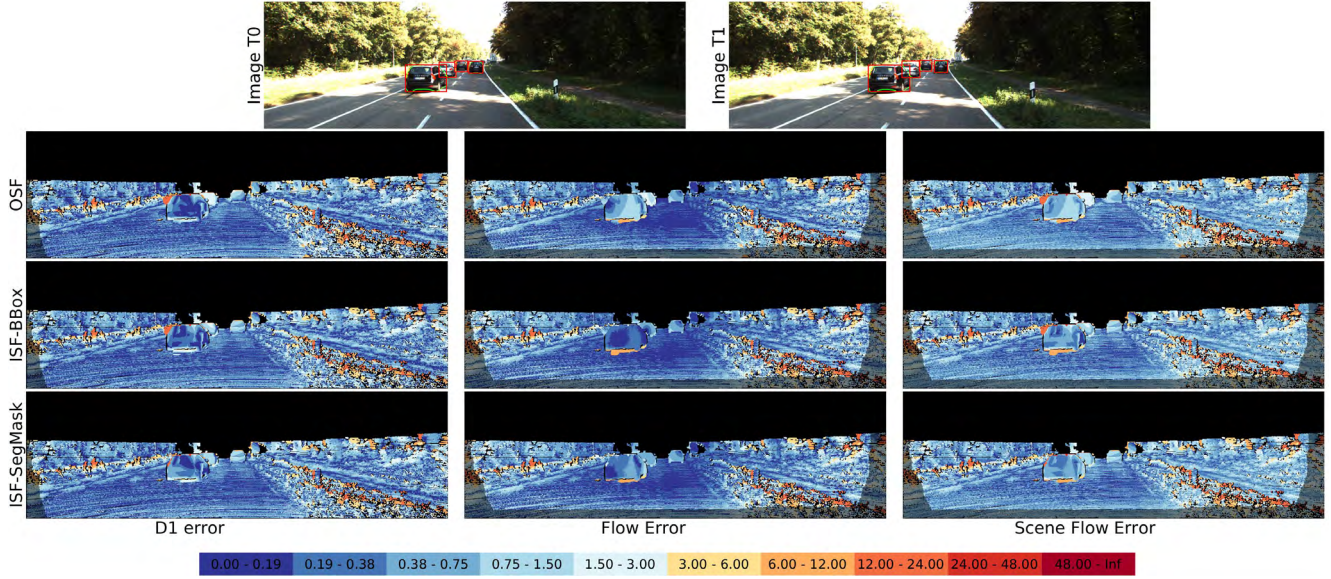 Image T0
Image T1
OSF
ISF-BBox
ISF-SegMask
D1 error
Flow Error
Scene Flow Error
0.00 - 0.19 0.19 - 0.38 0.38 - 0.75 0.75 - 1.50 1.50 - 3.00 3.00 - 6.00 6.00 - 12.00 12.00 - 24.00 24.00 - 48.00 48.00 - Inf